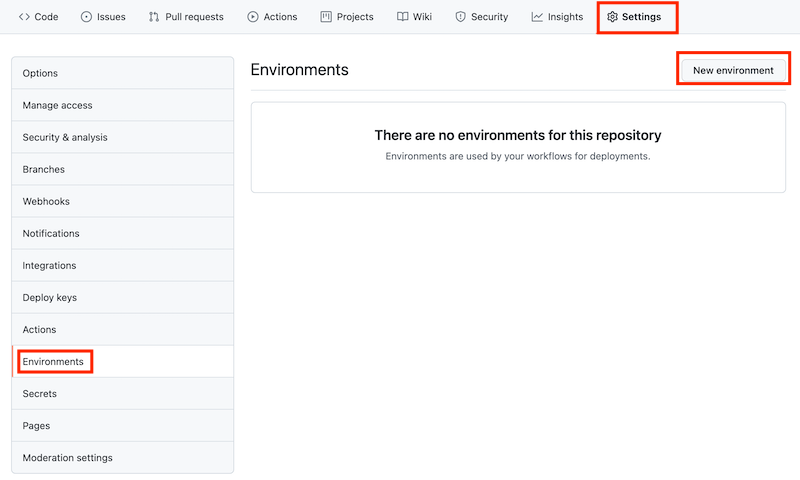 Code Issues Pull requests Actions Projects Wiki Security Insights Settings
Options
Manage access
Security & analysis
Branches
Webhooks
Notifications
Integrations
Deploy keys
Actions
Environments
Secrets
Pages
Moderation settings
Environments New environment
There are no environments for this repository
Environments are used by your workflows for deployments.